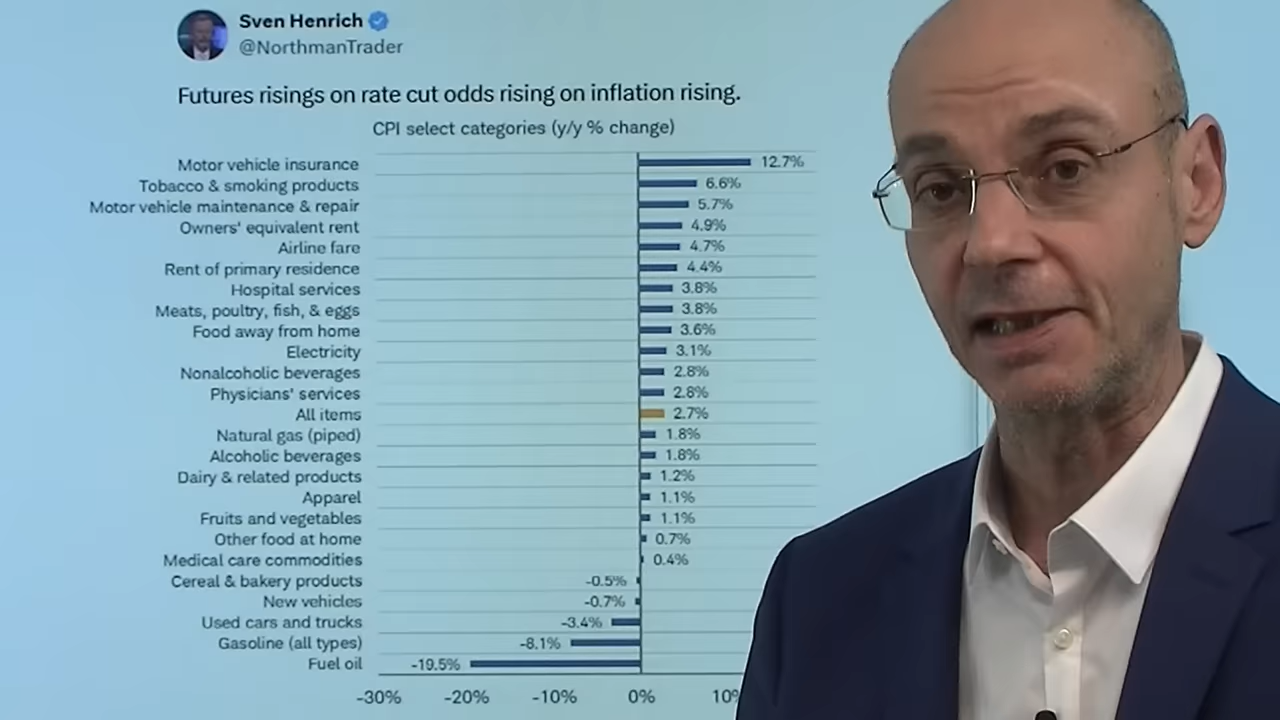 Sven Henrich
@NorthmanTrader
Futures risings on rate cut odds rising on inflation rising.
CPI select categories (y/y % change)
Motor vehicle insurance 12.7%
Tobacco & smoking products 6.6%
Motor vehicle maintenance & repair 5.7%
Owners' equivalent rent 4.9%
Airline fare 4.7%
Rent of primary residence 4.4%
Hospital services 3.8%
Meats, poultry, fish, & eggs 3.8%
Food away from home 3.6%
Electricity 3.1%
Nonalcoholic beverages 2.8%
Physicians' services 2.8%
All items 2.7%
Natural gas (piped) 1.8%
Alcoholic beverages 1.8%
Dairy & related products 1.2%
Apparel 1.1%
Fruits and vegetables 1.1%
Other food at home 0.7%
Medical care commodities 0.4%
Cereal & bakery products -0.5%
New vehicles -0.7%
Used cars and trucks -3.4%
Gasoline (all types) -8.1%
Fuel oil -19.5%
-30% -20% -10% 0% 10%